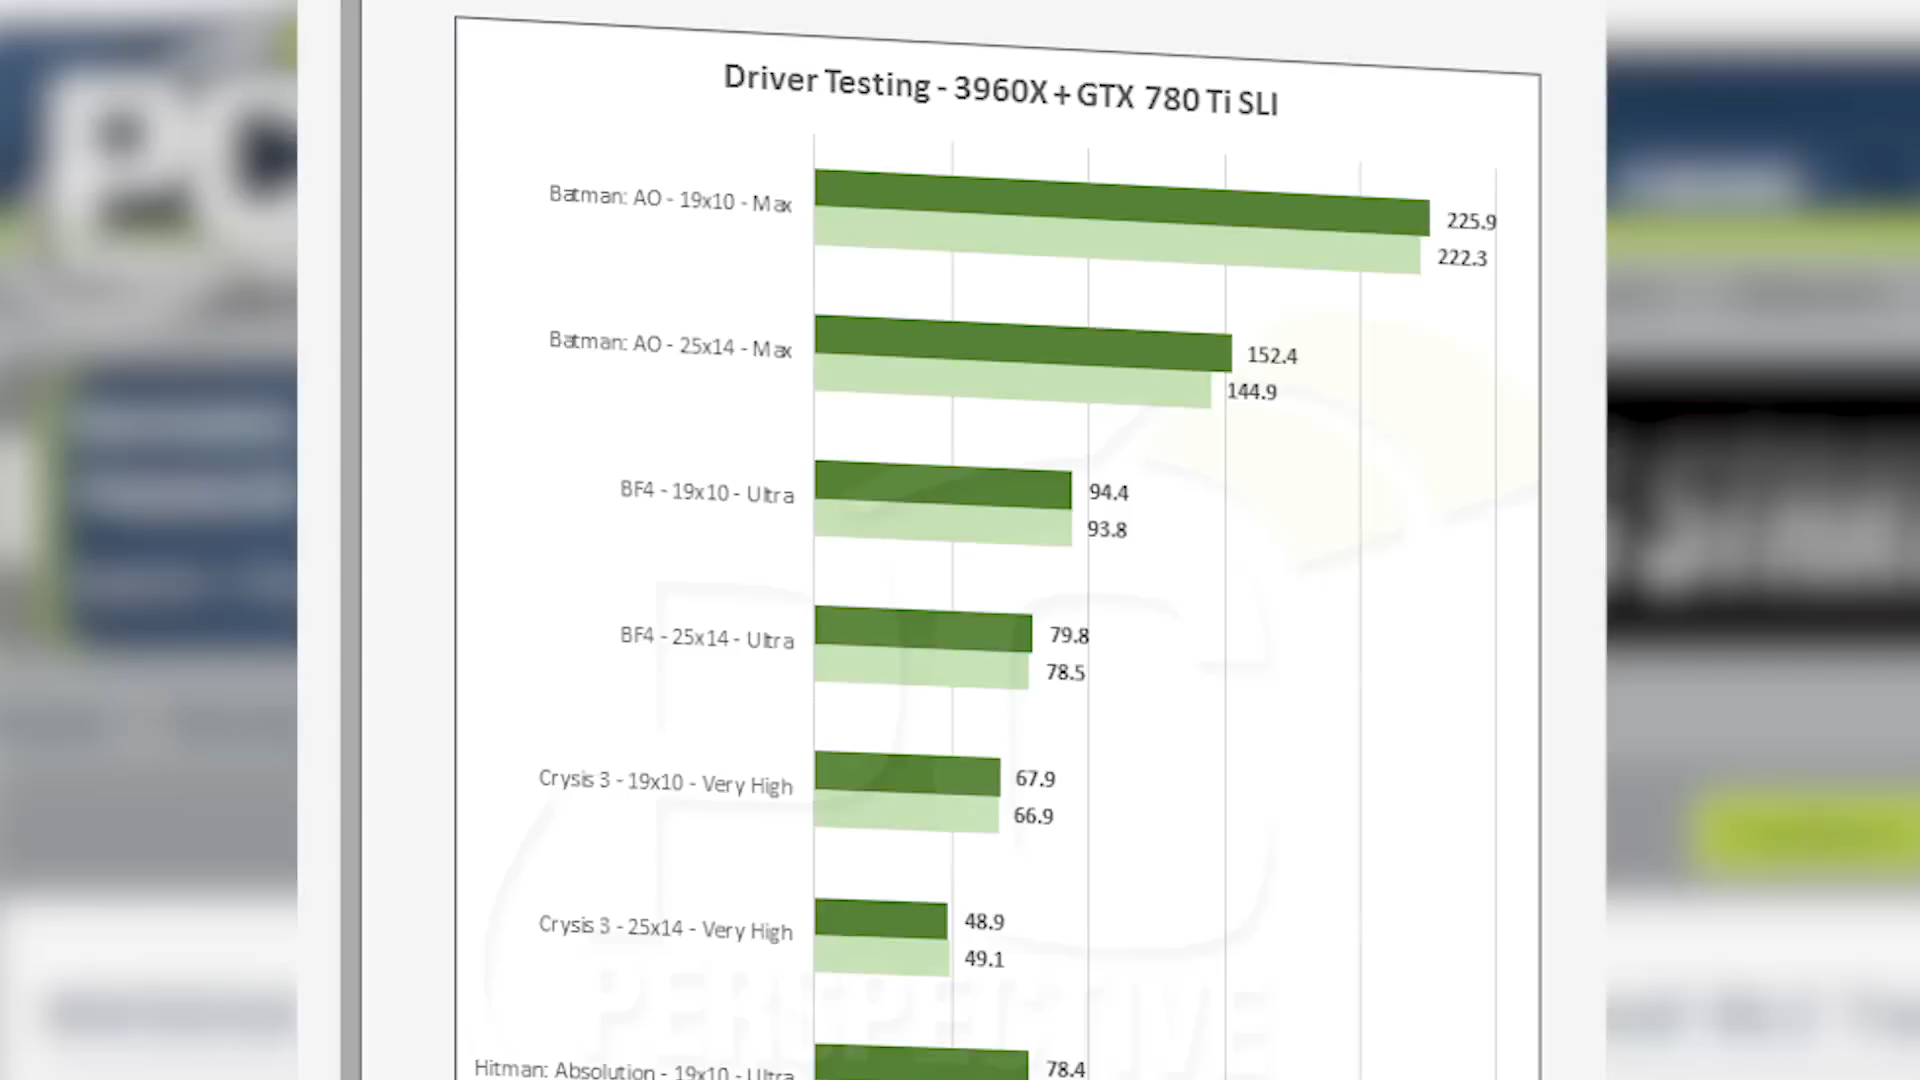 Driver Testing - 3960X + GTX 780 Ti SLI
Batman: AO - 19x10 - Max
225.9
222.3
Batman: AO - 25x14 - Max
152.4
144.9
BF4 - 19x10 - Ultra
94.4
93.8
BF4 - 25x14 - Ultra
79.8
78.5
Crysis 3 - 19x10 - Very High
67.9
66.9
Crysis 3 - 25x14 - Very High
48.9
49.1
Hitman: Absolution - 19x10 - Ultra
78.4
PC
PERSPECTIVE
PC